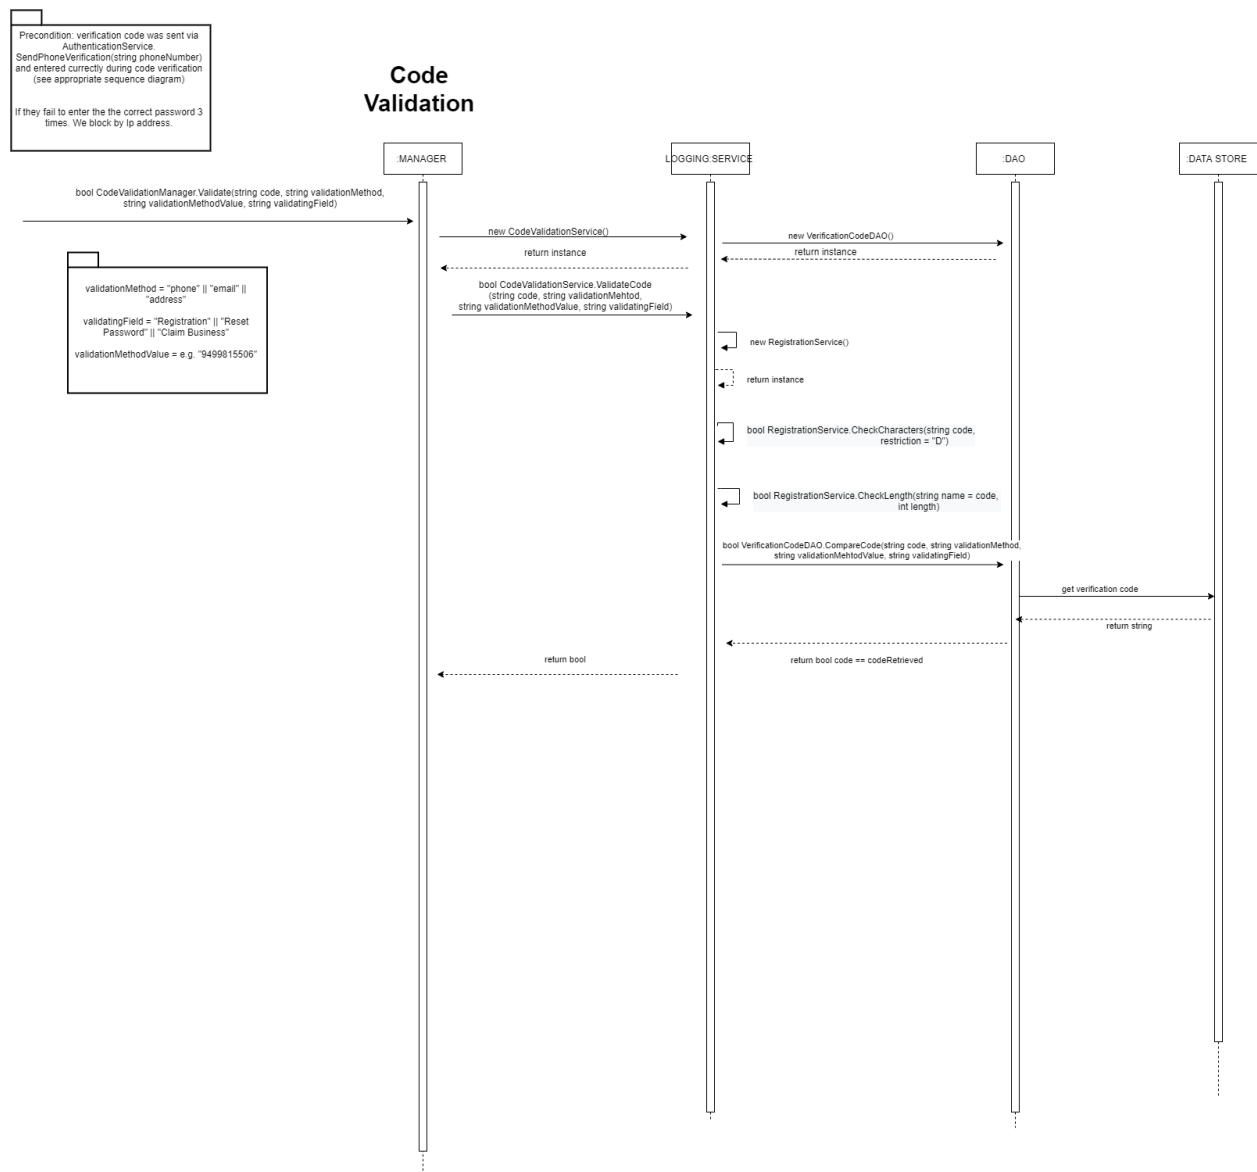 Precondition: verification code was sent via
AuthenticationService.
SendPhoneVerification(string phoneNumber)
and entered currectly during code verification
(see appropriate sequence diagram)
If they fail to enter the the correct password 3
times. We block by Ip address.
Code
Validation
:MANAGER
LOGGING:SERVICE
:DAO
:DATA STORE
bool CodeValidationManager.Validate(string code, string validationMethod,
string validationMethodValue, string validatingField)
new CodeValidationService()
new VerificationCodeDAO()
return instance
return instance
validationMethod = "phone" || "email" ||
"address"
validatingField = "Registration" || "Reset
Password" || "Claim Business"
validationMethodValue = e.g. "9499815506"
bool CodeValidationService.ValidateCode
(string code, string validationMehtod,
string validationMethodValue, string validatingField)
new RegistrationService()
return instance
bool RegistrationService.CheckCharacters(string code,
restriction = "D")
bool RegistrationService.CheckLength(string name = code,
int length)
bool VerificationCodeDAO.CompareCode(string code, string validationMethod,
string validationMehtodValue, string validatingField)
get verification code
return string
return bool
return bool code == codeRetrieved